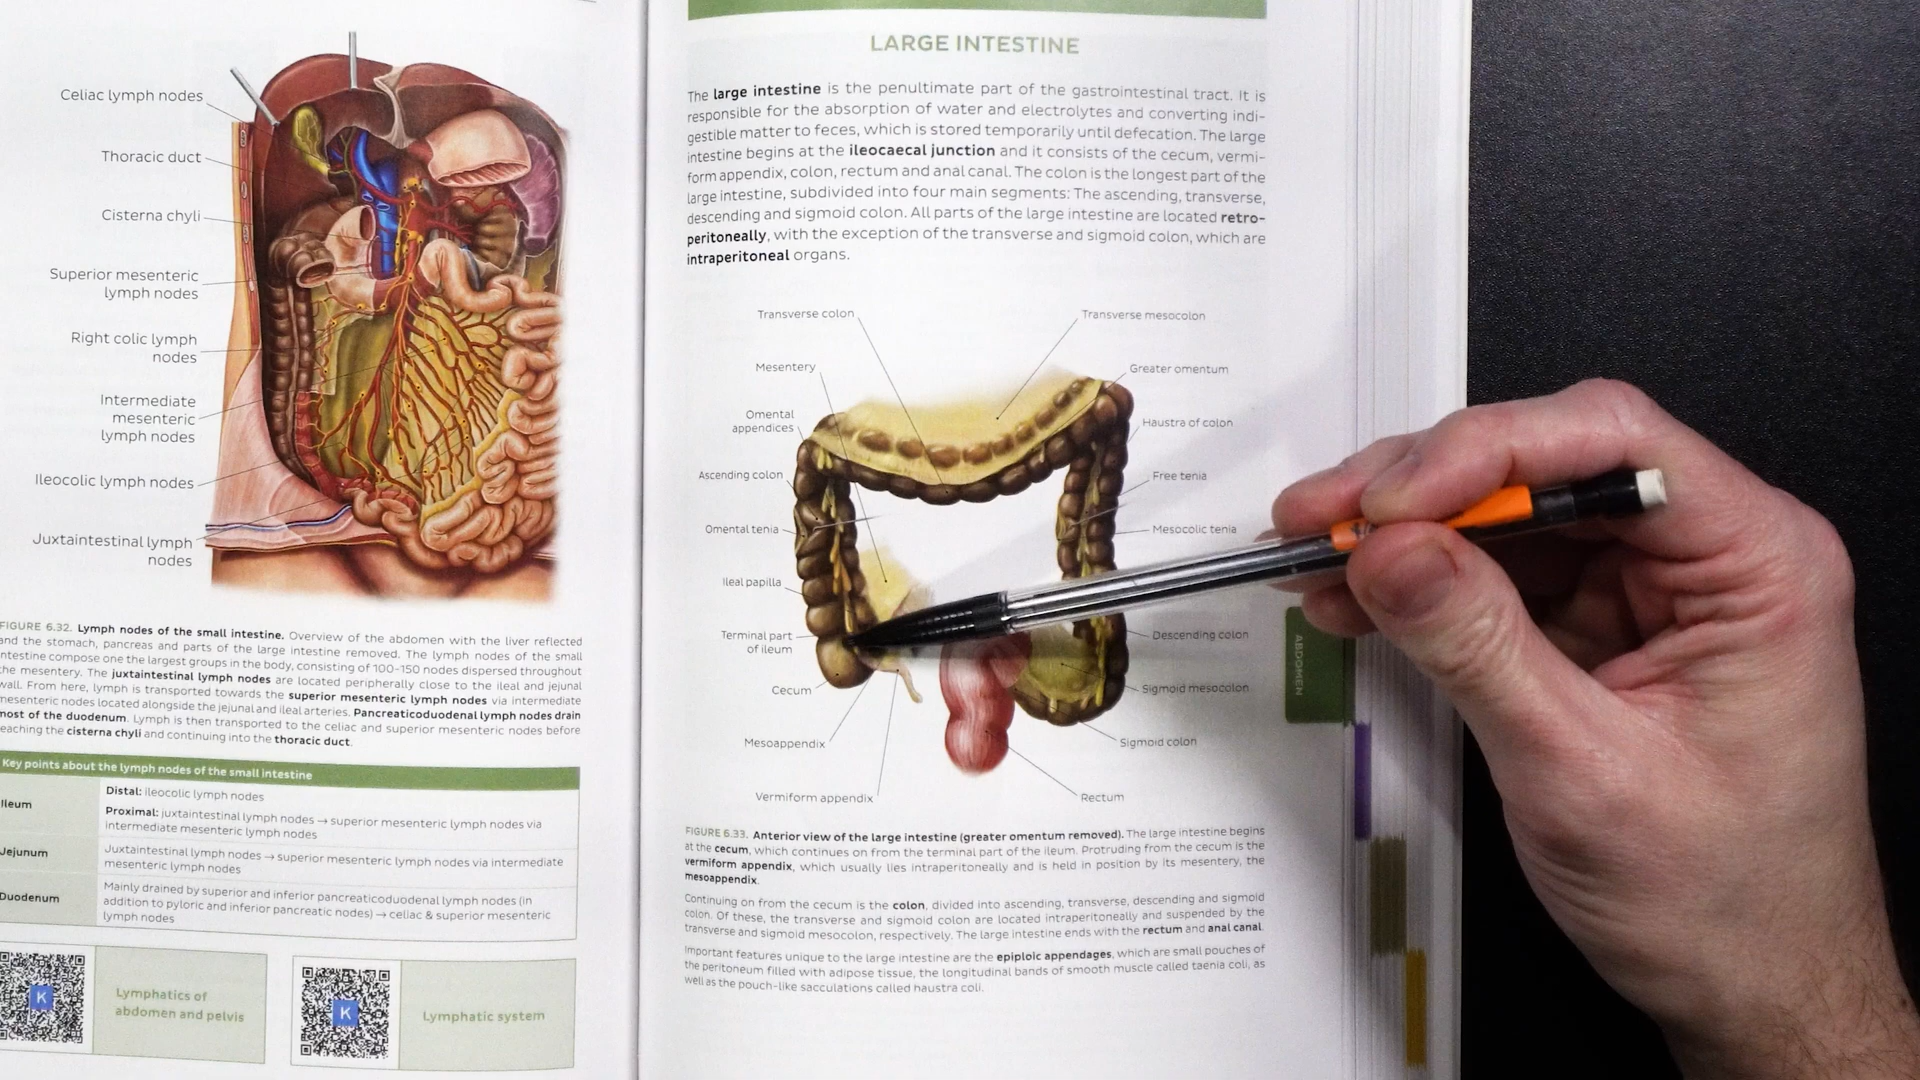 Celiac lymph nodes
Thoracic duct
Cisterna chyli
Superior mesenteric
lymph nodes
Right colic lymph
nodes
Intermediate
mesenteric
lymph nodes
Ileocolic lymph nodes
Juxtaintestinal lymph
nodes
FIGURE 6.32. Lymph nodes of the small intestine. Overview of the abdomen with the liver reflected
and the stomach, pancreas and parts of the large intestine removed. The lymph nodes of the small
intestine compose one the largest groups in the body, consisting of 100-150 nodes dispersed throughout
the mesentery. The juxtaintestinal lymph nodes are located peripherally close to the ileal and jejunal
wall. From here, lymph is transported towards the superior mesenteric lymph nodes via intermediate
mesenteric nodes located alongside the jejunal and ileal arteries. Pancreaticoduodenal lymph nodes drain
most of the duodenum. Lymph is then transported to the celiac and superior mesenteric nodes before
reaching the cisterna chyli and continuing into the thoracic duct.
Key points about the lymph nodes of the small intestine
Ileum
Distal: ileocolic lymph nodes
Proximal: juxtaintestinal lymph nodes → superior mesenteric lymph nodes via
intermediate mesenteric lymph nodes
Jejunum
Juxtaintestinal lymph nodes → superior mesenteric lymph nodes via intermediate
mesenteric lymph nodes
Duodenum
Mainly drained by superior and inferior pancreaticoduodenal lymph nodes (in
addition to pyloric and inferior pancreatic nodes) → celiac & superior mesenteric
lymph nodes
K
Lymphatics of
abdomen and pelvis
K
Lymphatic system
LARGE INTESTINE
The large intestine is the penultimate part of the gastrointestinal tract. It is
responsible for the absorption of water and electrolytes and converting indi-
gestible matter to feces, which is stored temporarily until defecation. The large
intestine begins at the ileocaecal junction and it consists of the cecum, vermi-
form appendix, colon, rectum and anal canal. The colon is the longest part of the
large intestine, subdivided into four main segments: The ascending, transverse,
descending and sigmoid colon. All parts of the large intestine are located retro-
peritoneally, with the exception of the transverse and sigmoid colon, which are
intraperitoneal organs.
Transverse colon
Mesentery
Omental
appendices
Ascending colon
Omental tenia
Ileal papilla
Terminal part
of ileum
Cecum
Mesoappendix
Vermiform appendix
Transverse mesocolon
Greater omentum
Haustra of colon
Free tenia
Mesocolic tenia
Descending colon
Sigmoid mesocolon
Sigmoid colon
Rectum
FIGURE 6.33. Anterior view of the large intestine (greater omentum removed). The large intestine begins
at the cecum, which continues on from the terminal part of the ileum. Protruding from the cecum is the
vermiform appendix, which usually lies intraperitoneally and is held in position by its mesentery, the
mesoappendix.
Continuing on from the cecum is the colon, divided into ascending, transverse, descending and sigmoid
colon. Of these, the transverse and sigmoid colon are located intraperitoneally and suspended by the
transverse and sigmoid mesocolon, respectively. The large intestine ends with the rectum and anal canal.
Important features unique to the large intestine are the epiploic appendages, which are small pouches of
the peritoneum filled with adipose tissue, the longitudinal bands of smooth muscle called taenia coli, as
well as the pouch-like sacculations called haustra coli.
ABDOMEN